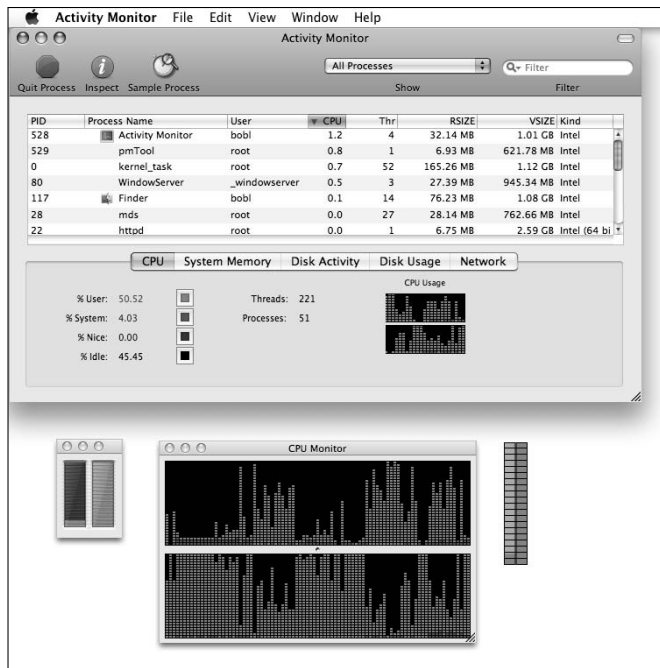 Activity Monitor File Edit View Window Help
Activity Monitor
All Processes
Filter
Quit Process Inspect Sample Process Show Filter
PID Process Name User CPU Thr RSIZE VSIZE Kind
528 Activity Monitor bobl 1.2 4 32.14 MB 1.01 GB Intel
529 pmTool root 0.8 1 6.93 MB 621.78 MB Intel
0 kernel_task root 0.7 52 165.26 MB 1.12 GB Intel
80 WindowServer _windowserver 0.5 3 27.39 MB 945.34 MB Intel
117 Finder bobl 0.1 14 76.23 MB 1.08 GB Intel
28 mds root 0.0 27 28.14 MB 762.66 MB Intel
22 httpd root 0.0 1 6.75 MB 2.59 GB Intel (64 bi
CPU System Memory Disk Activity Disk Usage Network
CPU Usage
% User: 50.52 Threads: 221
% System: 4.03 Processes: 51
% Nice: 0.00
% Idle: 45.45
CPU Monitor